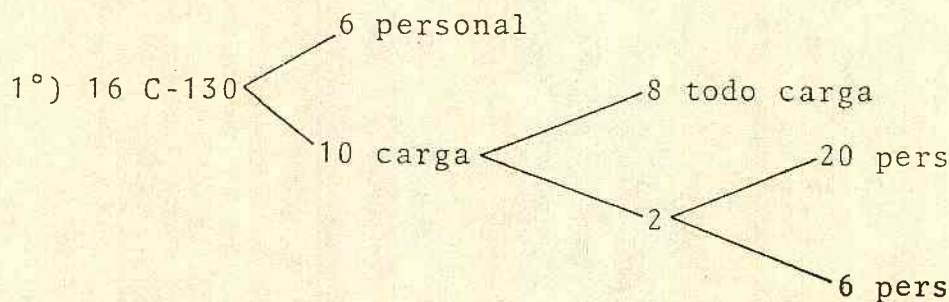 6 personal
1°) 16 C-130
8 todo carga
10 carga
20 pers
2
6 pers